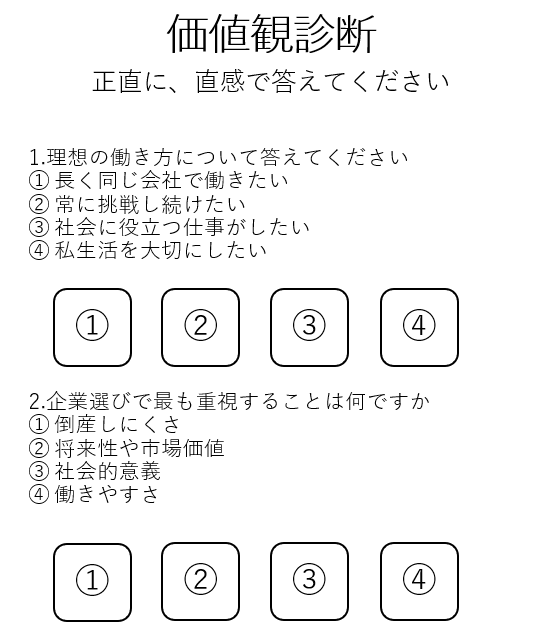 価値観診断
正直に、直感で答えてください
1.理想の働き方について答えてください
① 長く同じ会社で働きたい
② 常に挑戦し続けたい
③ 社会に役立つ仕事がしたい
④ 私生活を大切にしたい
① ② ③ ④
2.企業選びで最も重視することは何ですか
① 倒産しにくさ
② 将来性や市場価値
③ 社会的意義
④ 働きやすさ
① ② ③ ④